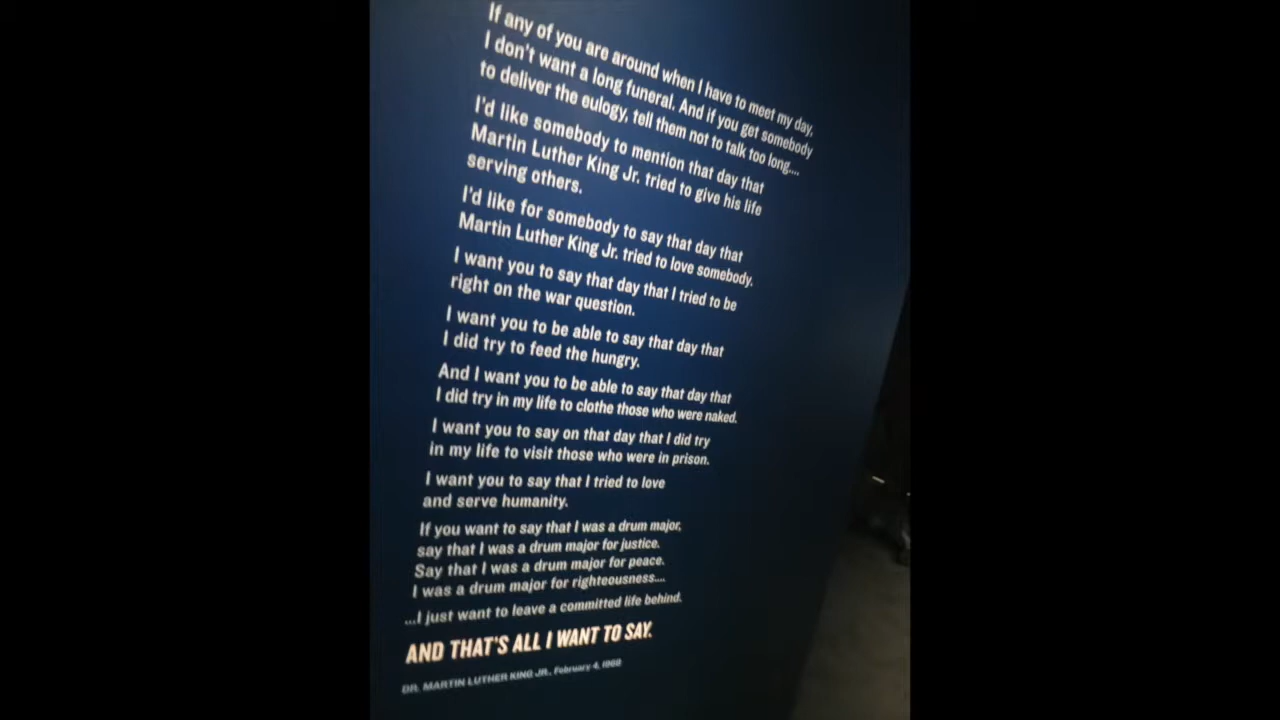 If any of you are around when I have to meet my day,
I don't want a long funeral. And if you get somebody
to deliver the eulogy, tell them not to talk too long....
I'd like somebody to mention that day that
Martin Luther King Jr. tried to give his life
serving others.
I'd like for somebody to say that day that
Martin Luther King Jr. tried to love somebody.
I want you to say that day that I tried to be
right on the war question.
I want you to be able to say that day that
I did try to feed the hungry.
And I want you to be able to say that day that
I did try in my life to clothe those who were naked.
I want you to say on that day that I did try
in my life to visit those who were in prison.
I want you to say that I tried to love
and serve humanity.
If you want to say that I was a drum major,
say that I was a drum major for justice.
Say that I was a drum major for peace.
I was a drum major for righteousness....
...I just want to leave a committed life behind.
AND THAT'S ALL I WANT TO SAY.
DR. MARTIN LUTHER KING JR., February 4, 1968